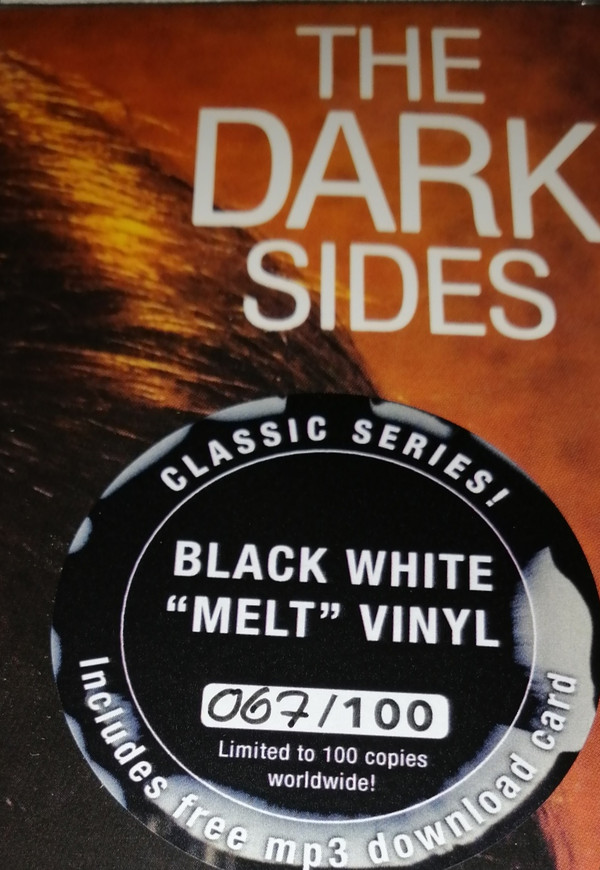 THE
DARK
SIDES
CLASSIC SERIES!
BLACK WHITE
“MELT” VINYL
067/100
Limited to 100 copies
worldwide!
Includes free mp3 download card